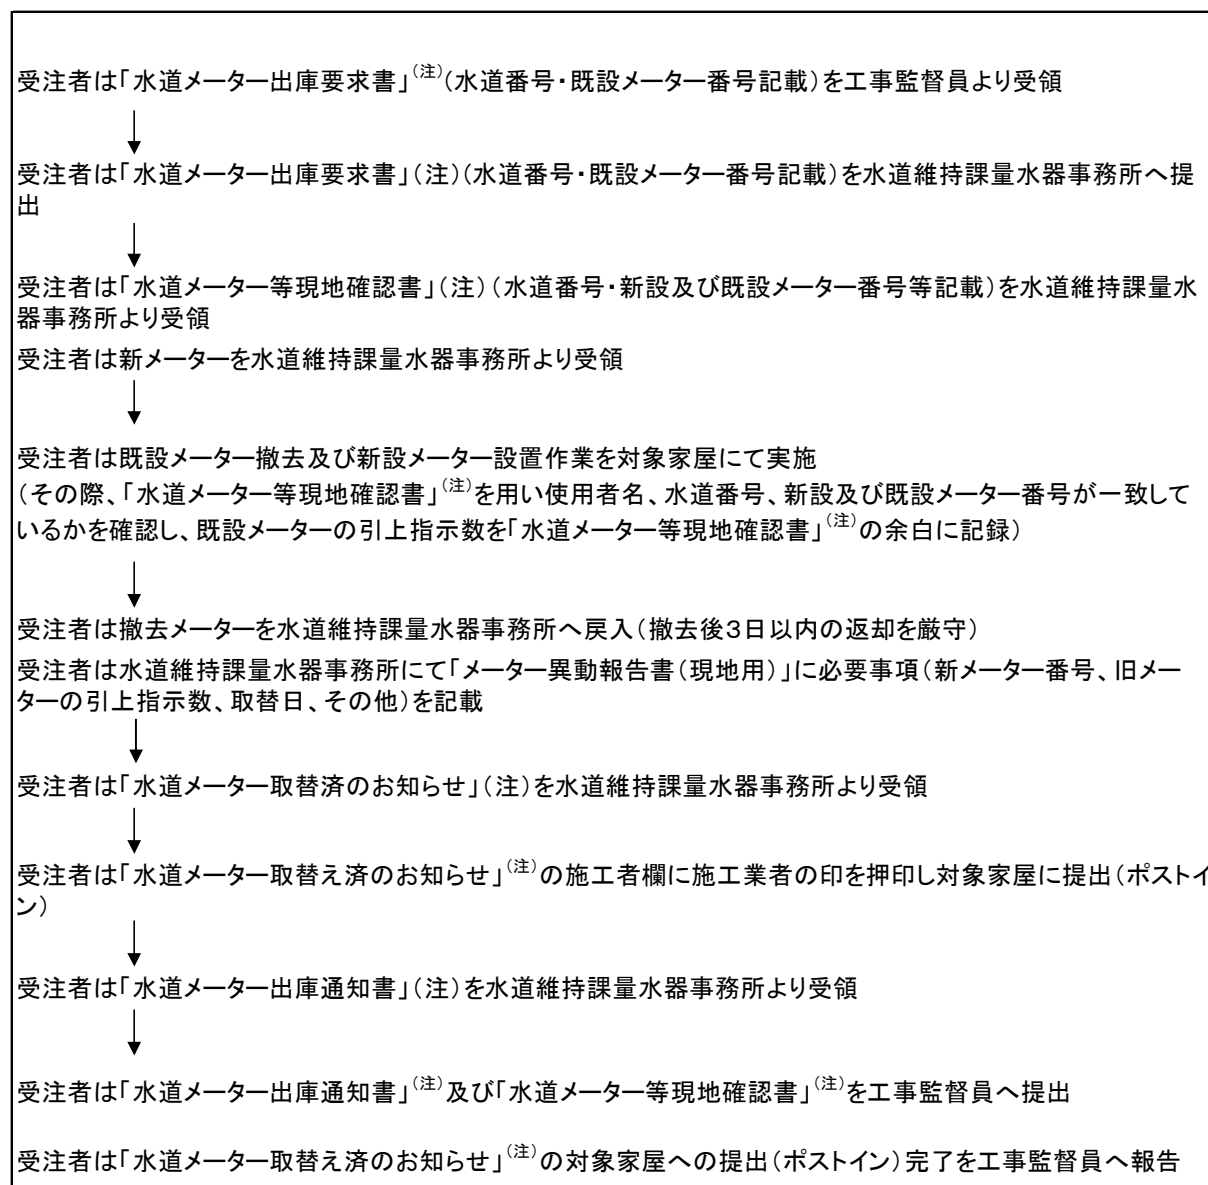 受注者は「水道メーター出庫要求書」(注)(水道番号・既設メーター番号記載)を工事監督員より受領
受注者は「水道メーター出庫要求書」(注)(水道番号・既設メーター番号記載)を水道維持課量水器事務所へ提
出
受注者は「水道メーター等現地確認書」(注)(水道番号・新設及び既設メーター番号等記載)を水道維持課量水
器事務所より受領
受注者は新メーターを水道維持課量水器事務所より受領
受注者は既設メーター撤去及び新設メーター設置作業を対象家屋にて実施
(その際、「水道メーター等現地確認書」(注)を用い使用者名、水道番号、新設及び既設メーター番号が一致して
いるかを確認し、既設メーターの引上指示数を「水道メーター等現地確認書」(注)の余白に記録)
受注者は撤去メーターを水道維持課量水器事務所へ戻入(撤去後3日以内の返却を厳守)
受注者は水道維持課量水器事務所にて「メーター異動報告書(現地用)」に必要事項(新メーター番号、旧メー
ターの引上指示数、取替日、その他)を記載
受注者は「水道メーター取替済のお知らせ」(注)を水道維持課量水器事務所より受領
受注者は「水道メーター取替え済のお知らせ」(注)の施工者欄に施工業者の印を押印し対象家屋に提出(ポストイ
ン)
受注者は「水道メーター出庫通知書」(注)を水道維持課量水器事務所より受領
受注者は「水道メーター出庫通知書」(注)及び「水道メーター等現地確認書」(注)を工事監督員へ提出
受注者は「水道メーター取替え済のお知らせ」(注)の対象家屋への提出(ポストイン)完了を工事監督員へ報告